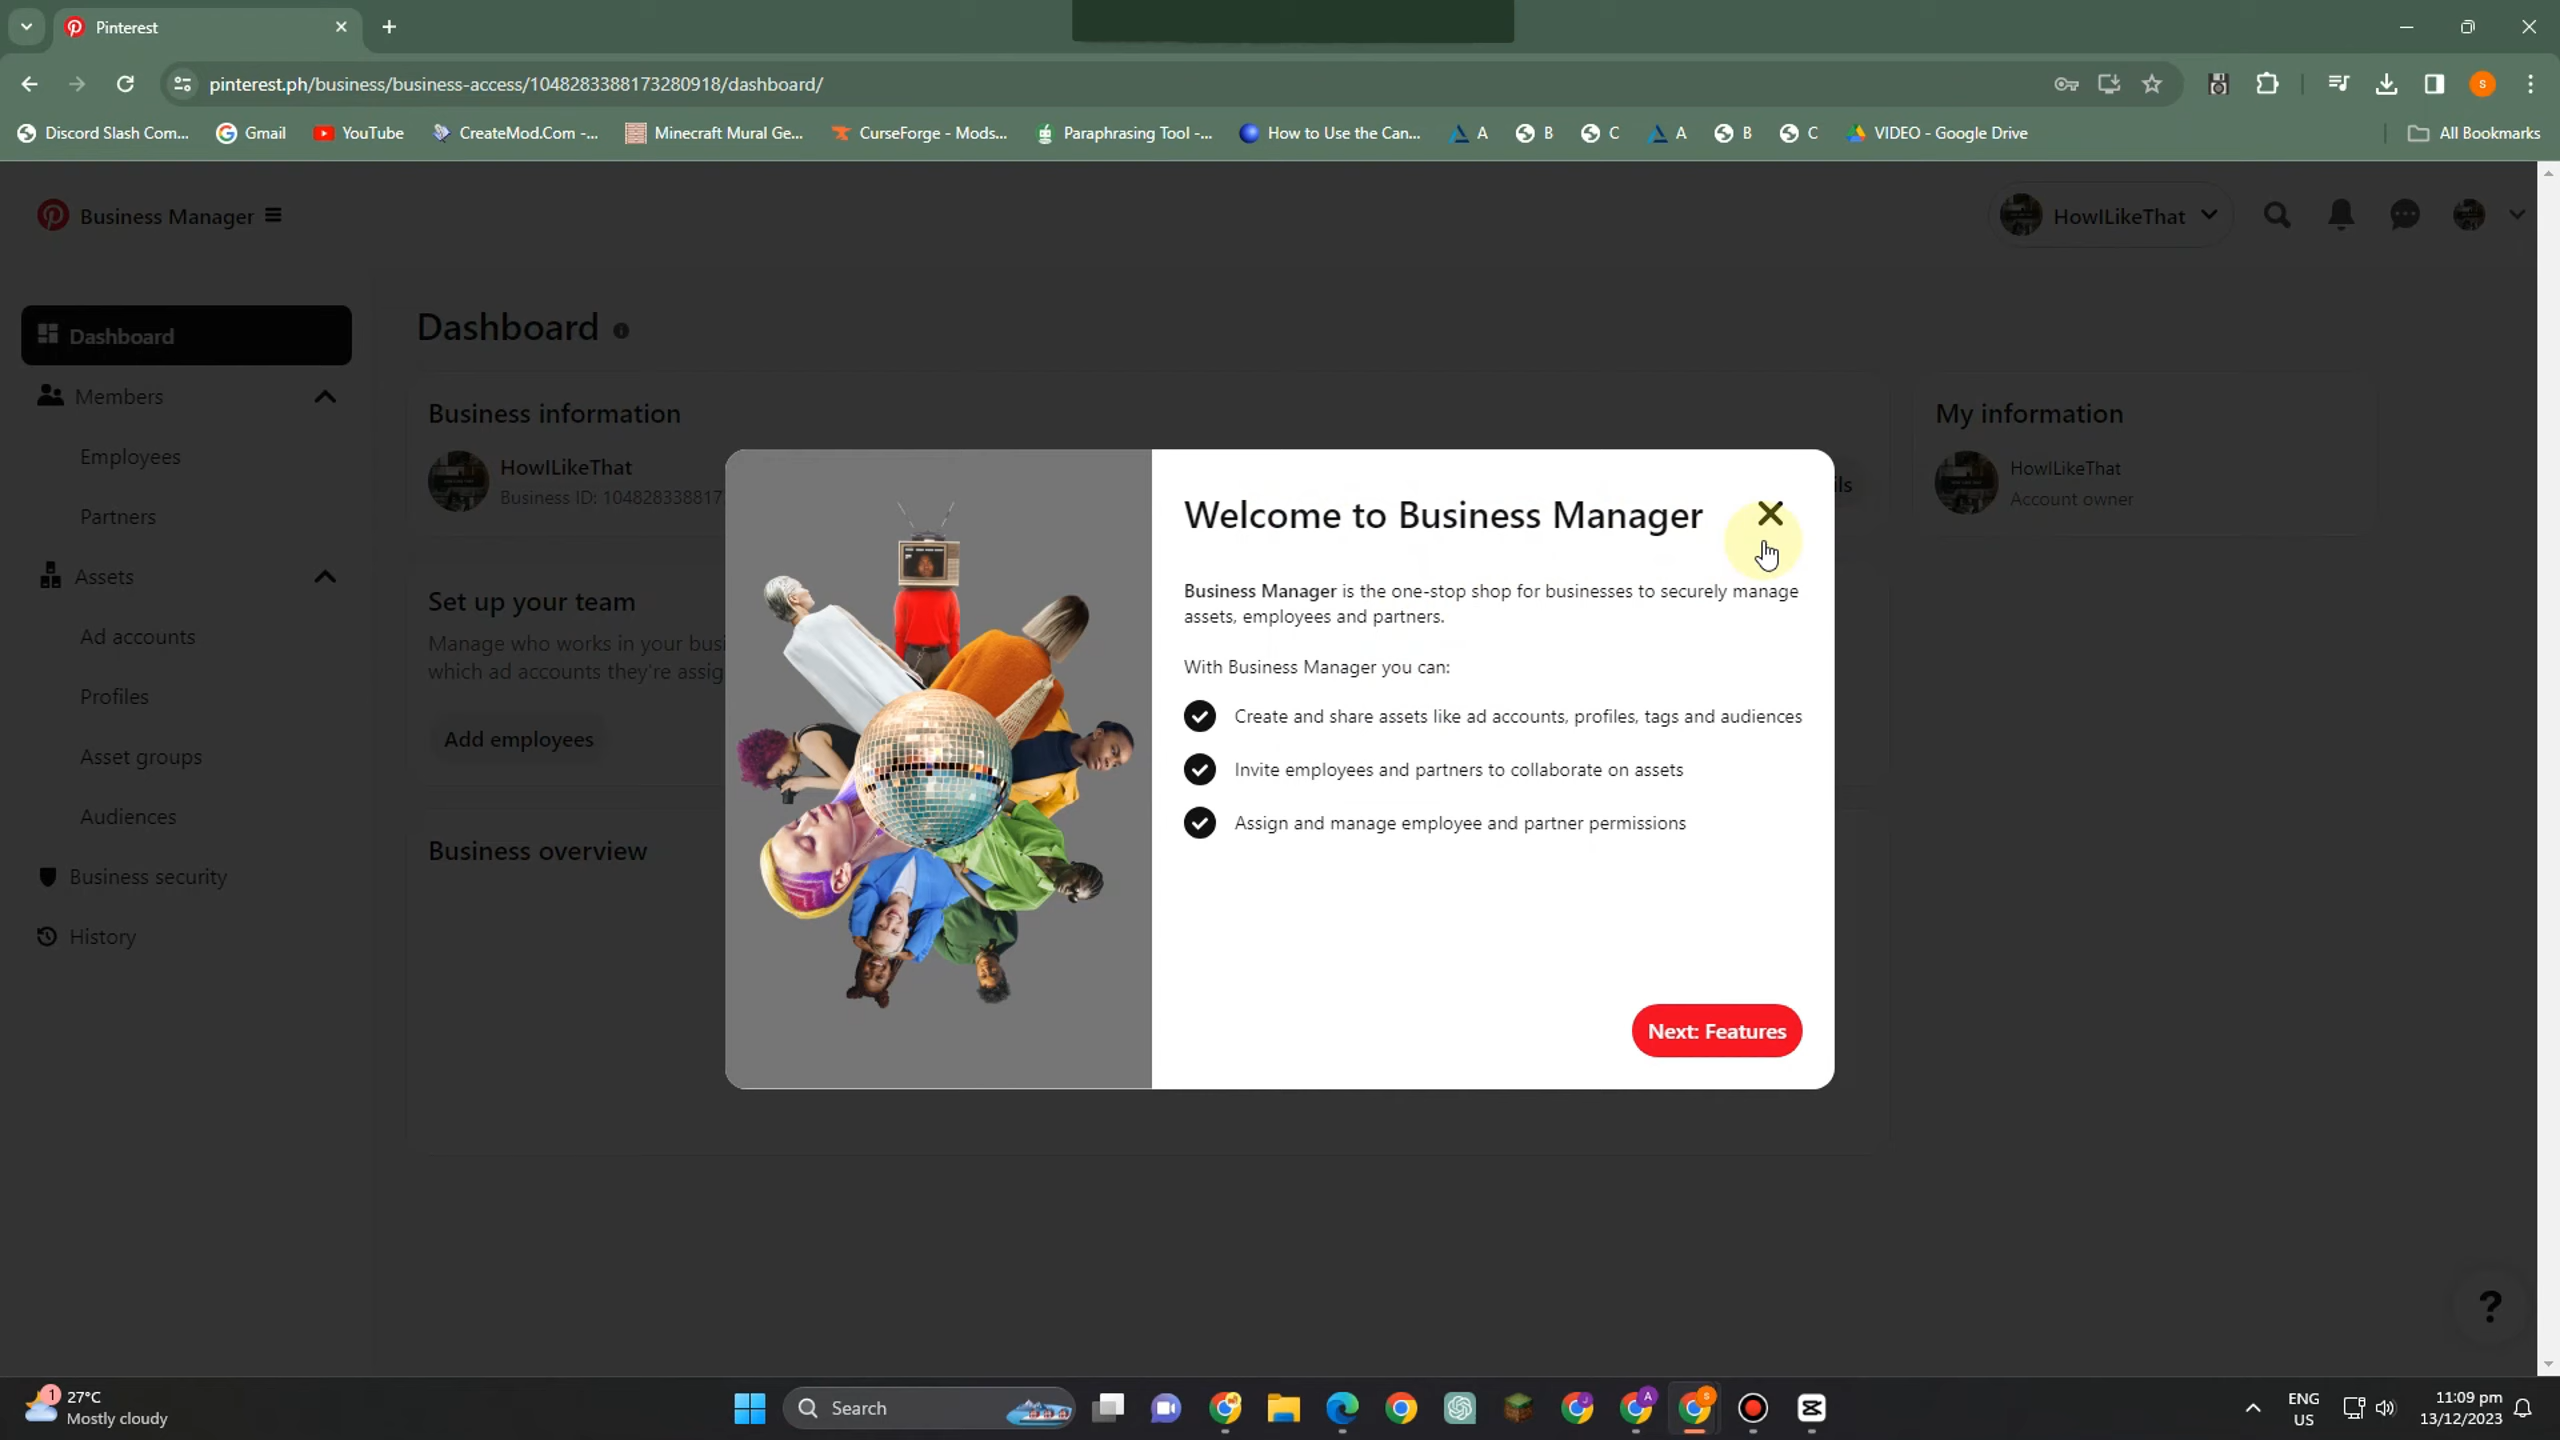 Pinterest
pinterest.ph/business/business-access/1048283388173280918/dashboard/
S
Discord Slash Com...
Gmail
YouTube
CreateMod.Com -...
Minecraft Mural Ge...
CurseForge - Mods...
Paraphrasing Tool -...
How to Use the Can...
A
B
C
A
B
C
VIDEO - Google Drive
All Bookmarks
Business Manager
HowILikeThat
Dashboard
Members
Employees
Partners
Assets
Ad accounts
Profiles
Asset groups
Audiences
Business security
History
Dashboard
Business information
HowILikeThat
Business ID: 104828338817
ils
My information
HowILikeThat
Account owner
Set up your team
Manage who works in your busi
which ad accounts they're assig
Add employees
Business overview
Welcome to Business Manager
Business Manager is the one-stop shop for businesses to securely manage
assets, employees and partners.
With Business Manager you can:
Create and share assets like ad accounts, profiles, tags and audiences
Invite employees and partners to collaborate on assets
Assign and manage employee and partner permissions
Next: Features
?
1
27°C
Mostly cloudy
Search
J
A
S
ENG
US
11:09 pm
13/12/2023